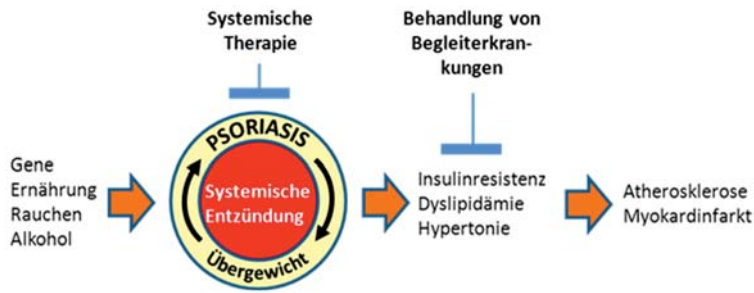 Systemische
Therapie
Behandlung von
Begleiterkran-
kungen
Gene
Ernährung
Rauchen
Alkohol
PSORIASIS
Systemische
Entzündung
Übergewicht
Insulinresistenz
Dyslipidämie
Hypertonie
Atherosklerose
Myokardinfarkt